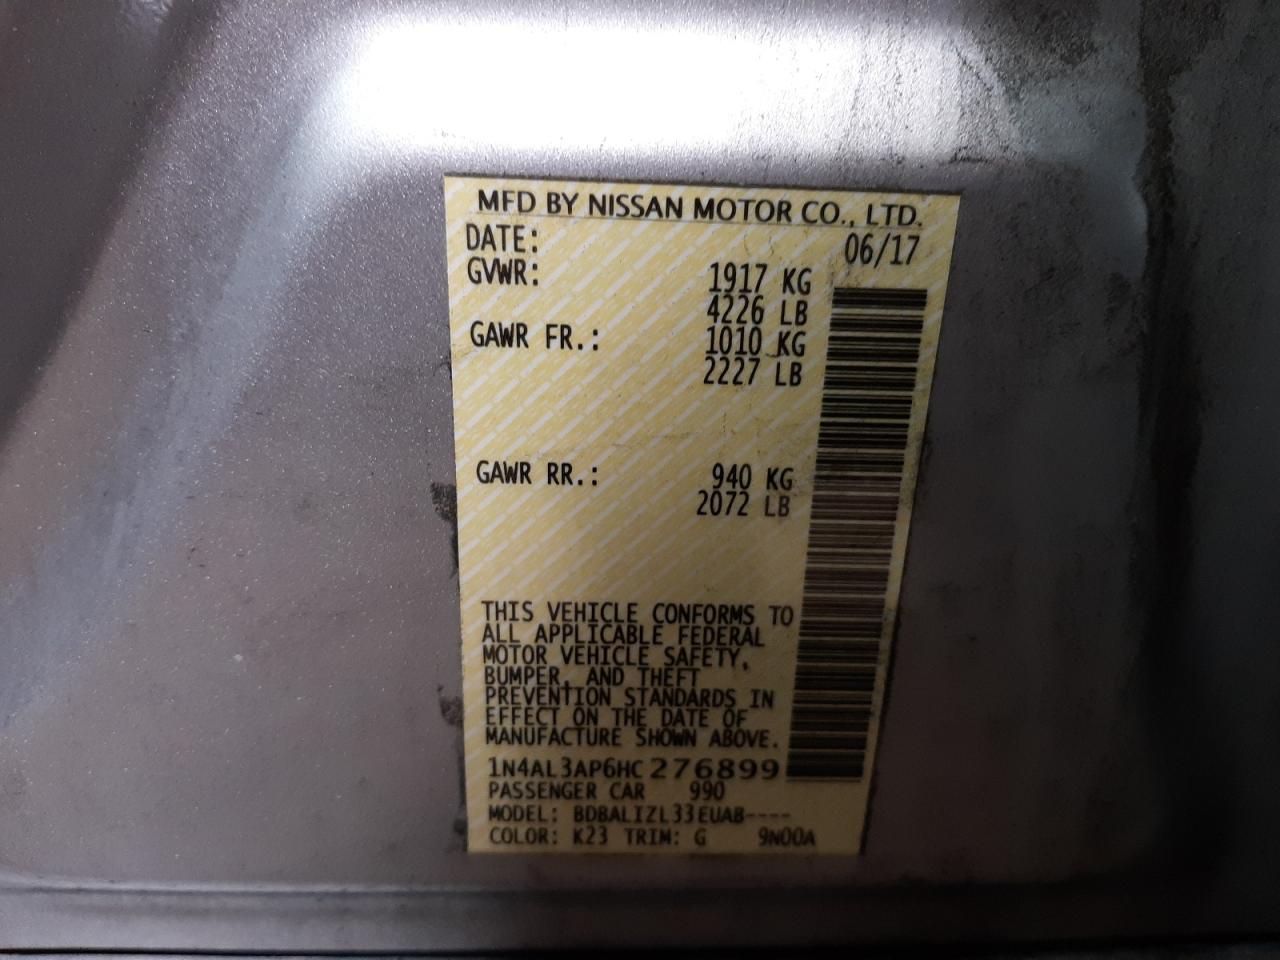 MFD BY NISSAN MOTOR CO., LTD.
DATE: 06/17
GVWR: 1917 KG
4226 LB
GAWR FR.: 1010 KG
2227 LB
GAWR RR.: 940 KG
2072 LB
THIS VEHICLE CONFORMS TO
ALL APPLICABLE FEDERAL
MOTOR VEHICLE SAFETY,
BUMPER, AND THEFT
PREVENTION STANDARDS IN
EFFECT ON THE DATE OF
MANUFACTURE SHOWN ABOVE.
1N4AL3AP6HC276899
PASSENGER CAR 990
MODEL: BDBALIZL33EUAB----
COLOR: K23 TRIM: G 9N00A